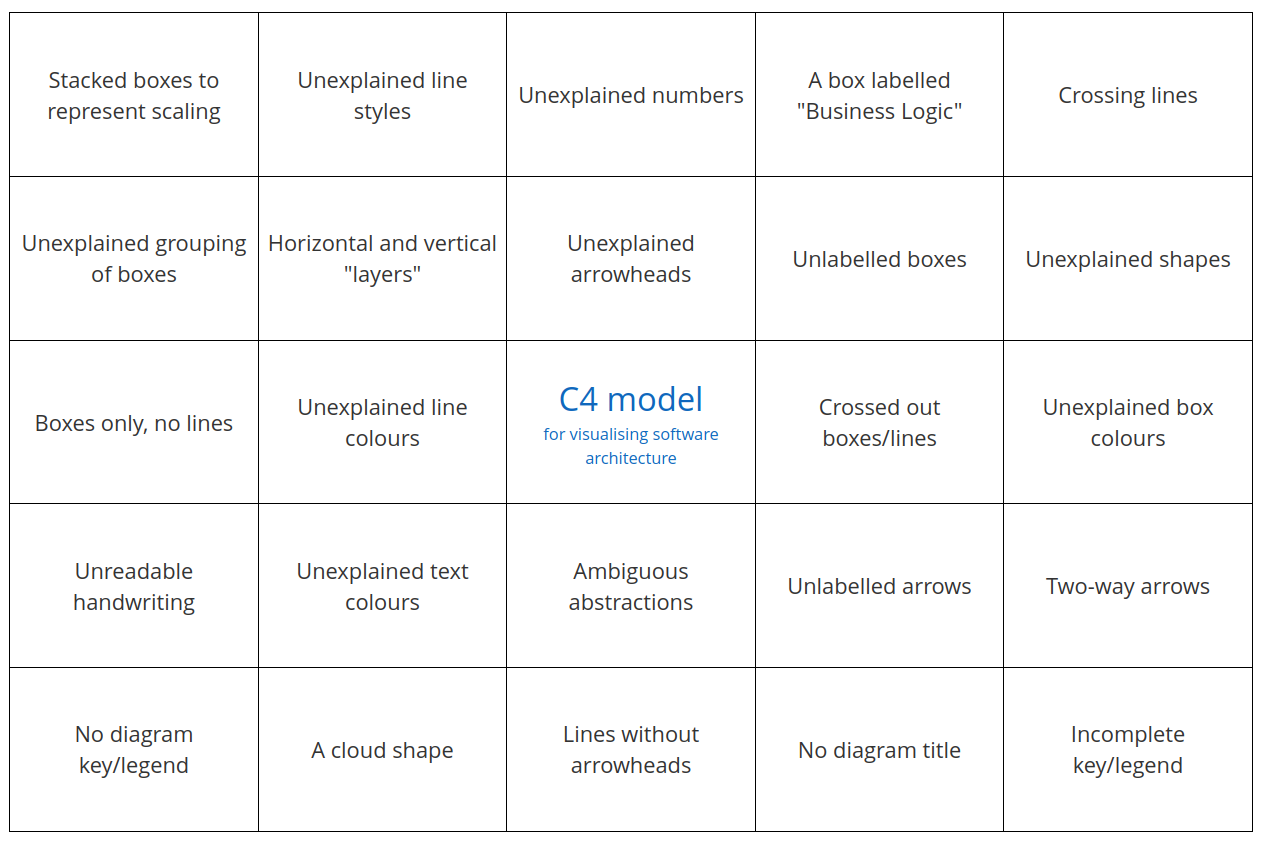 Stacked boxes to
represent scaling
Unexplained line
styles
Unexplained numbers
A box labelled
"Business Logic"
Crossing lines
Unexplained grouping
of boxes
Horizontal and vertical
"layers"
Unexplained
arrowheads
Unlabelled boxes
Unexplained shapes
Boxes only, no lines
Unexplained line
colours
C4 model
for visualising software
architecture
Crossed out
boxes/lines
Unexplained box
colours
Unreadable
handwriting
Unexplained text
colours
Ambiguous
abstractions
Unlabelled arrows
Two-way arrows
No diagram
key/legend
A cloud shape
Lines without
arrowheads
No diagram title
Incomplete
key/legend